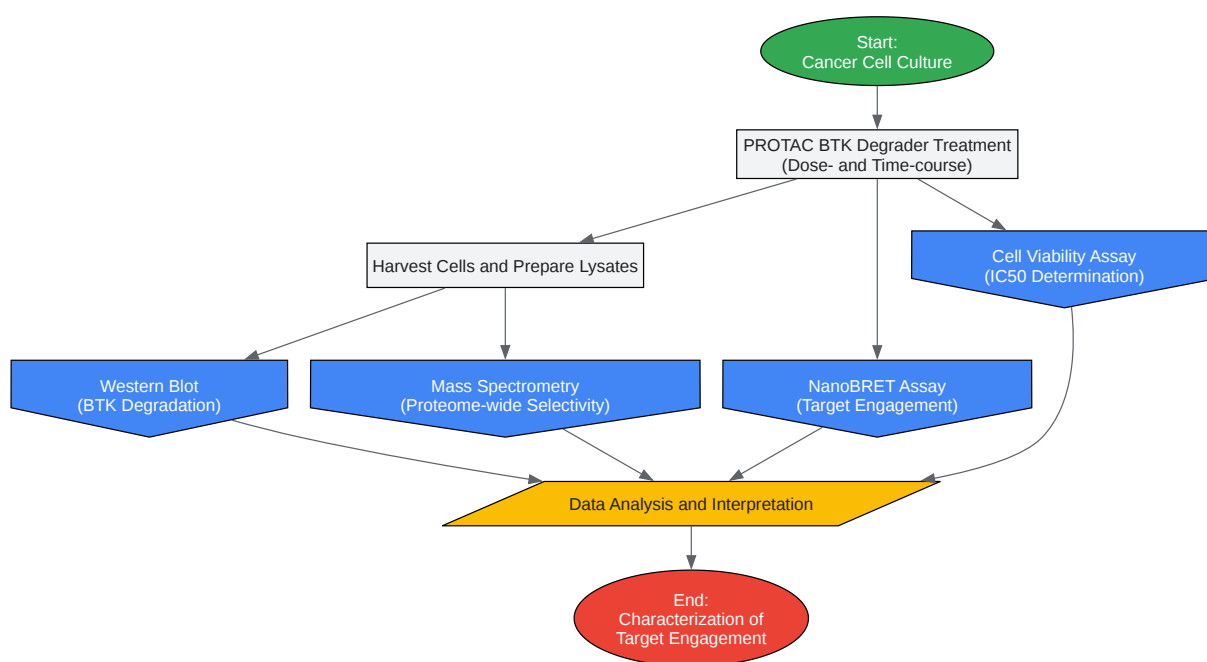 Start:
Cancer Cell Culture
PROTAC BTK Degrader Treatment
(Dose- and Time-course)
Harvest Cells and Prepare Lysates
Cell Viability Assay
(IC50 Determination)
Western Blot
(BTK Degradation)
Mass Spectrometry
(Proteome-wide Selectivity)
NanoBRET Assay
(Target Engagement)
Data Analysis and Interpretation
End:
Characterization of
Target Engagement